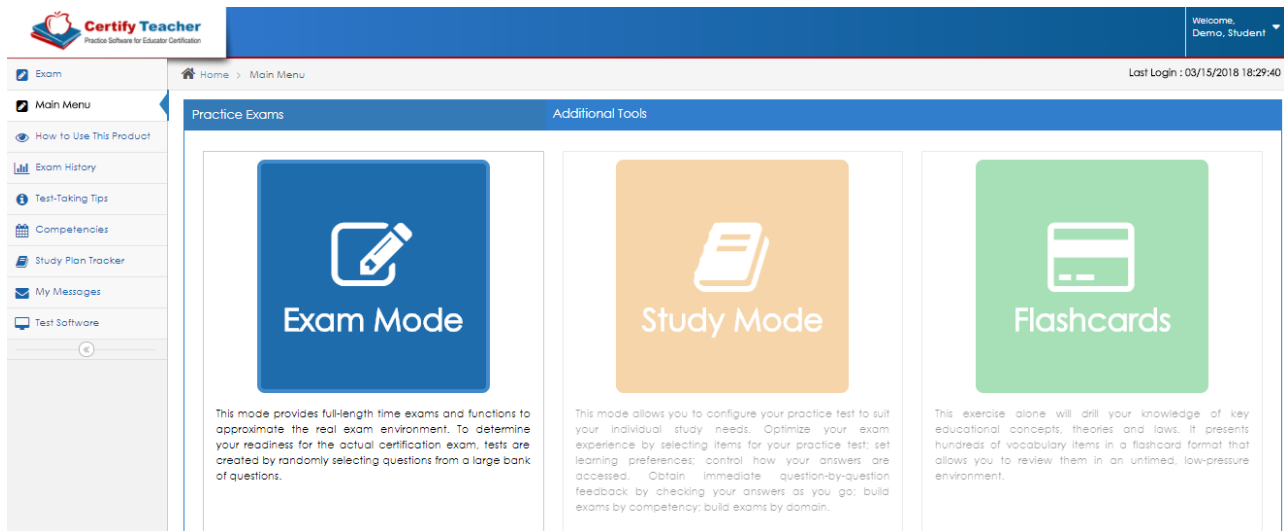 Certify Teacher
Practice Software for Educator Certification
Welcome,
Demo, Student
Exam
Home > Main Menu
Last Login : 03/15/2018 18:29:40
Main Menu
How to Use This Product
Exam History
Test-Taking Tips
Competencies
Study Plan Tracker
My Messages
Test Software
Practice Exams
Additional Tools
Exam Mode
This mode provides full-length time exams and functions to
approximate the real exam environment. To determine
your readiness for the actual certification exam, tests are
created by randomly selecting questions from a large bank
of questions.
Study Mode
This mode allows you to configure your practice test to suit
your individual study needs. Optimize your exam
experience by selecting items for your practice test; set
learning preferences; control how your answers are
accessed. Obtain immediate question-by-question
feedback by checking your answers as you go; build
exams by competency; build exams by domain.
Flashcards
This exercise alone will drill your knowledge of key
educational concepts, theories and laws. It presents
hundreds of vocabulary items in a flashcard format that
allows you to review them in an untimed, low-pressure
environment.